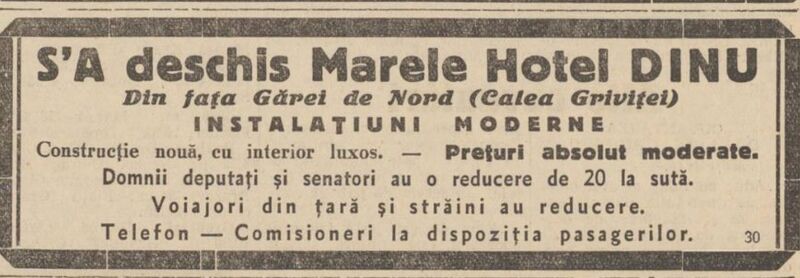 S'A deschis Marele Hotel DINU
Din fața Gărei de Nord (Calea Griviței)
INSTALAȚIUNI MODERNE
Construcție nouă, cu interior luxos. — Prețuri absolut moderate.
Domnii deputați și senatori au o reducere de 20 la sută.
Voiajori din țară și străini au reducere.
Telefon — Comisioneri la dispoziția pasagerilor. 30